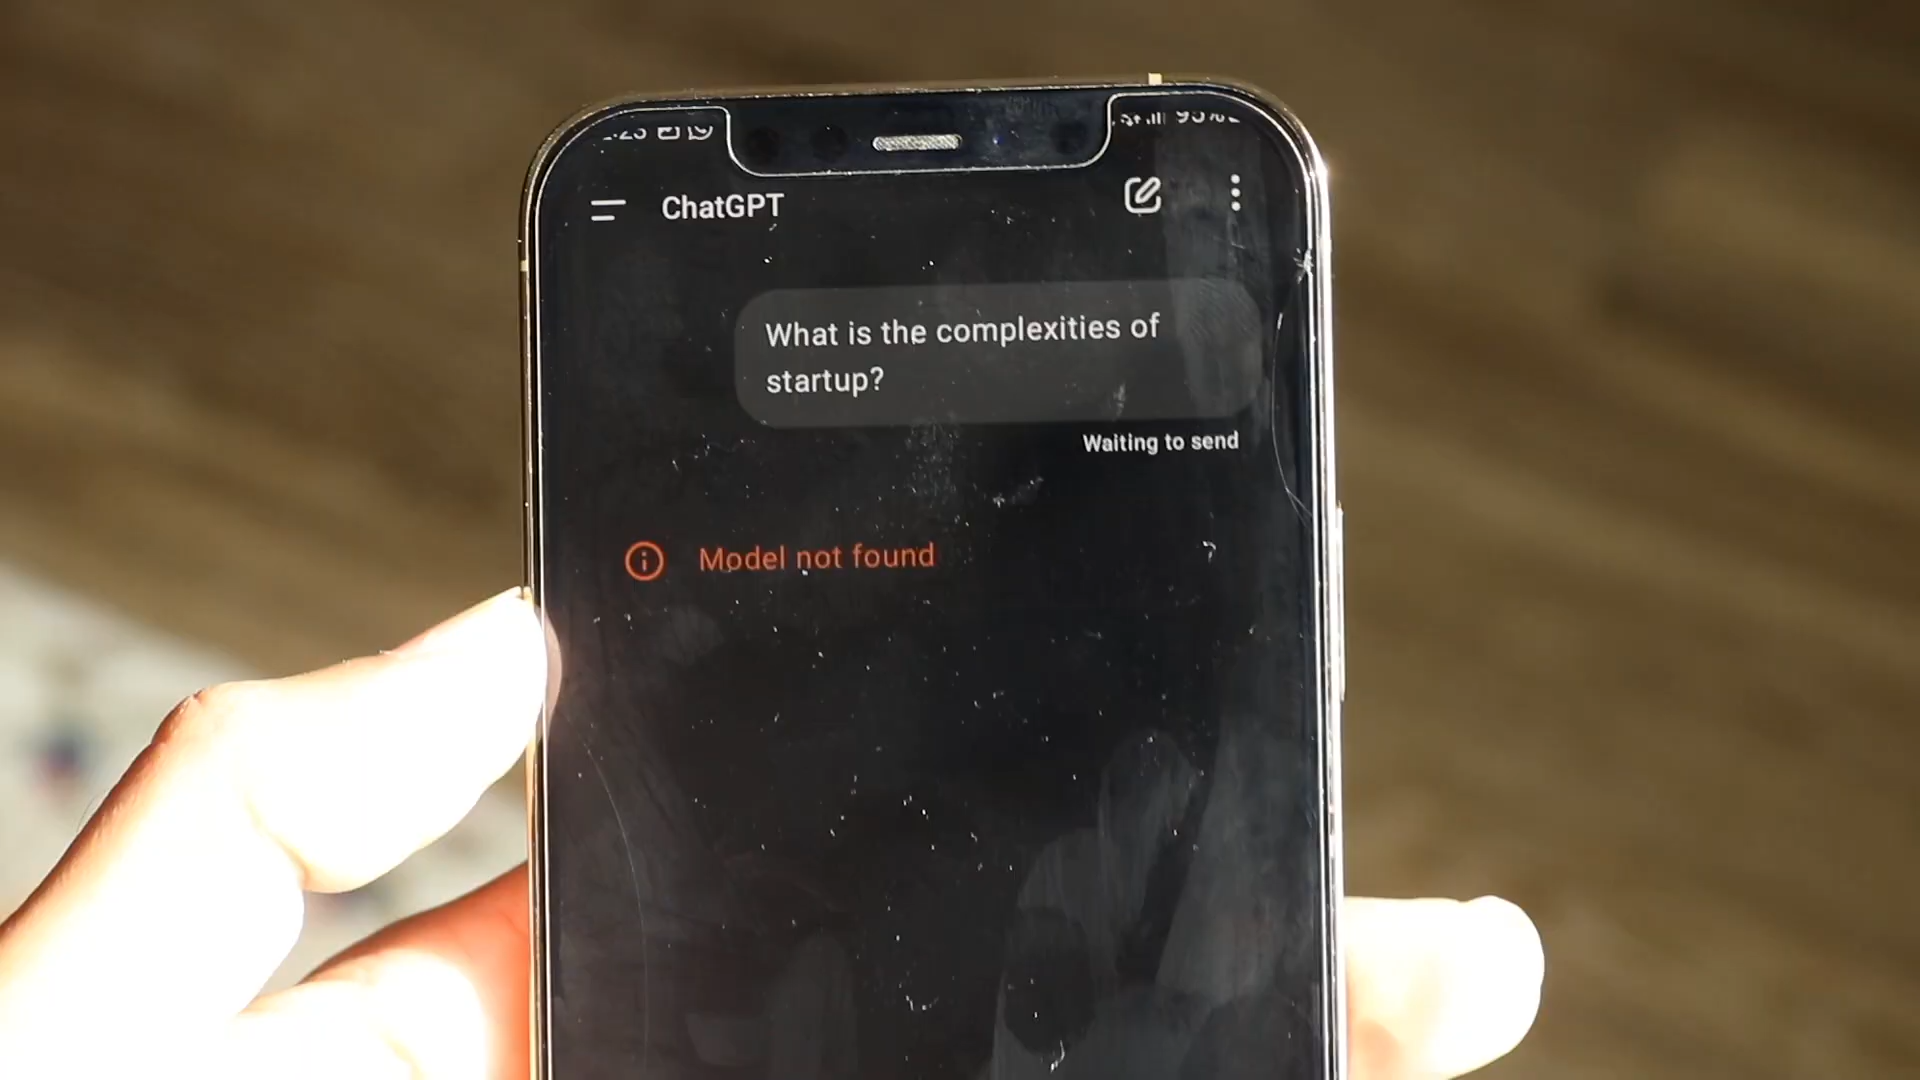 ChatGPT
What is the complexities of
startup?
Waiting to send
Model not found